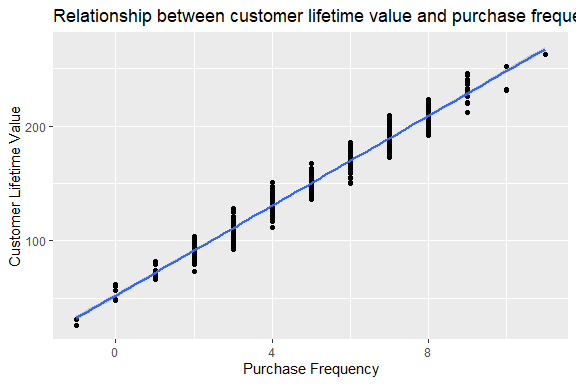 Relationship between customer lifetime value and purchase freque
Customer Lifetime Value
200
100
0
4
8
Purchase Frequency